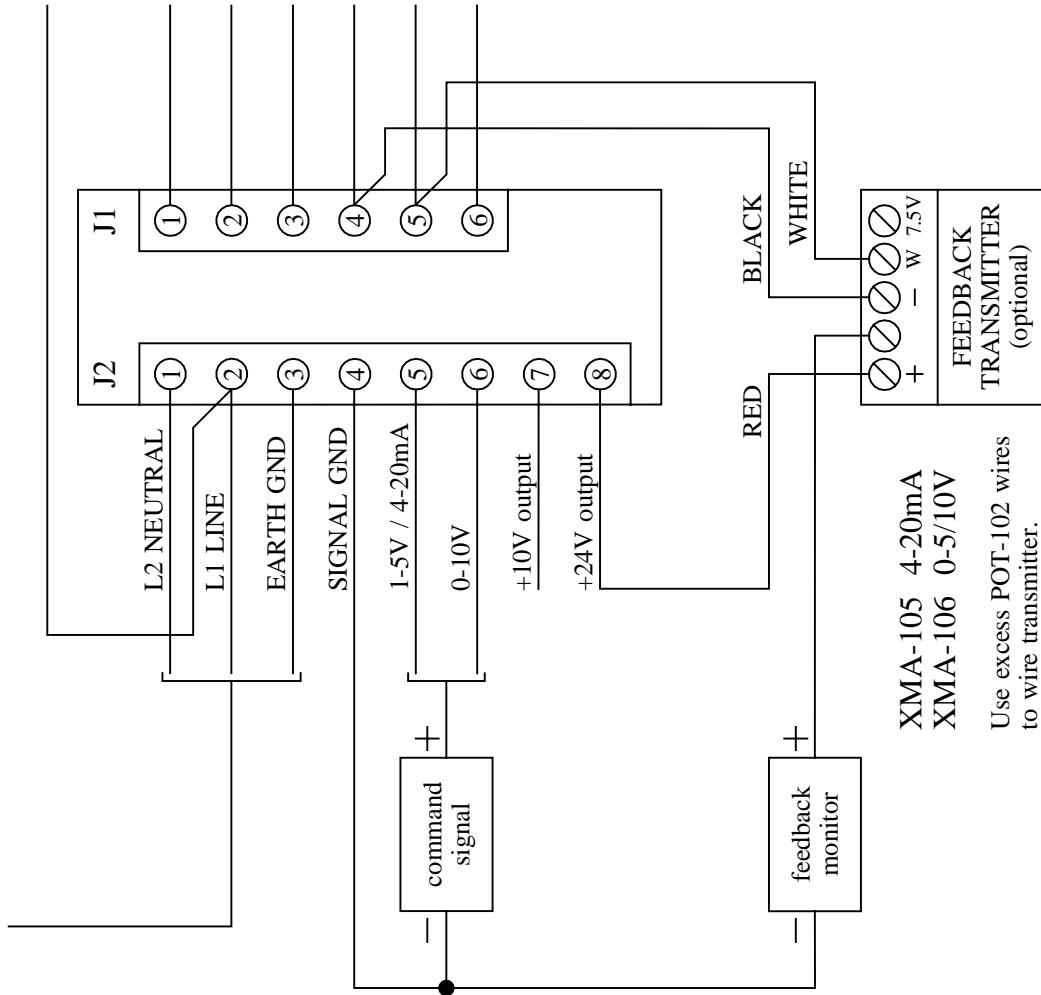 J1
1
2
3
4
5
6
J2
1
2
3
4
5
6
7
8
L2 NEUTRAL
L1 LINE
EARTH GND
SIGNAL GND
1-5V / 4-20mA
0-10V
+10V output
+24V output
BLACK
WHITE
RED
+
−
W
7.5V
FEEDBACK
TRANSMITTER
(optional)
+
command
signal
−
+
feedback
monitor
−
XMA-105 4-20mA
XMA-106 0-5/10V
Use excess POT-102 wires
to wire transmitter.